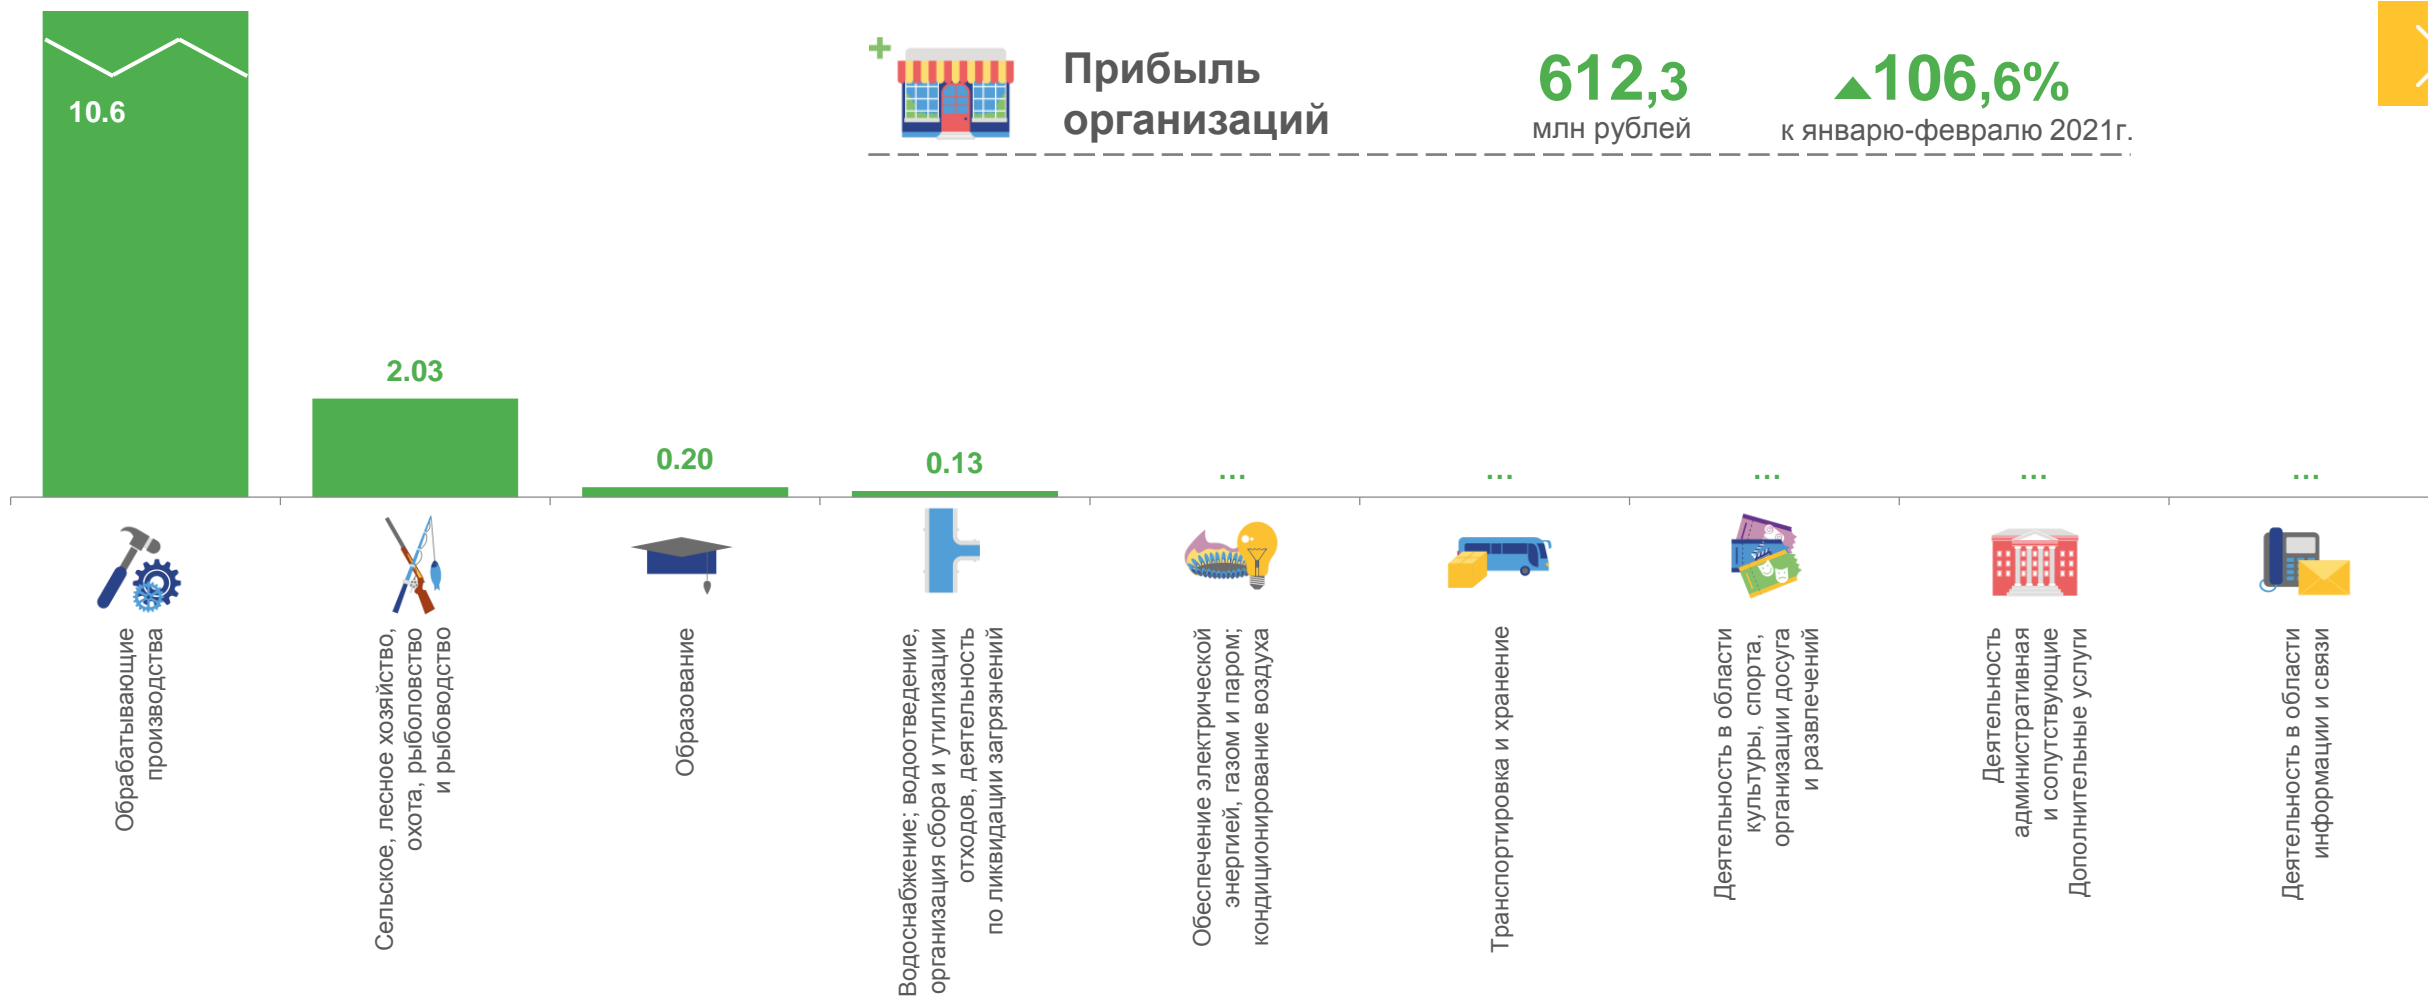 Прибыль
организаций
612,3
млн рублей
106,6%
к январю-февралю 2021г.
10.6
2.03
0.20
0.13
...
...
...
...
...
Обрабатывающие
производства
Сельское, лесное хозяйство,
охота, рыболовство
и рыбоводство
Образование
Водоснабжение; водоотведение,
организация сбора и утилизации
отходов, деятельность
по ликвидации загрязнений
Обеспечение электрической
энергией, газом и паром;
кондиционирование воздуха
Транспортировка и хранение
Деятельность в области
культуры, спорта,
организации досуга
и развлечений
Деятельность
административная
и сопутствующие
Дополнительные услуги
Деятельность в области
информации и связи